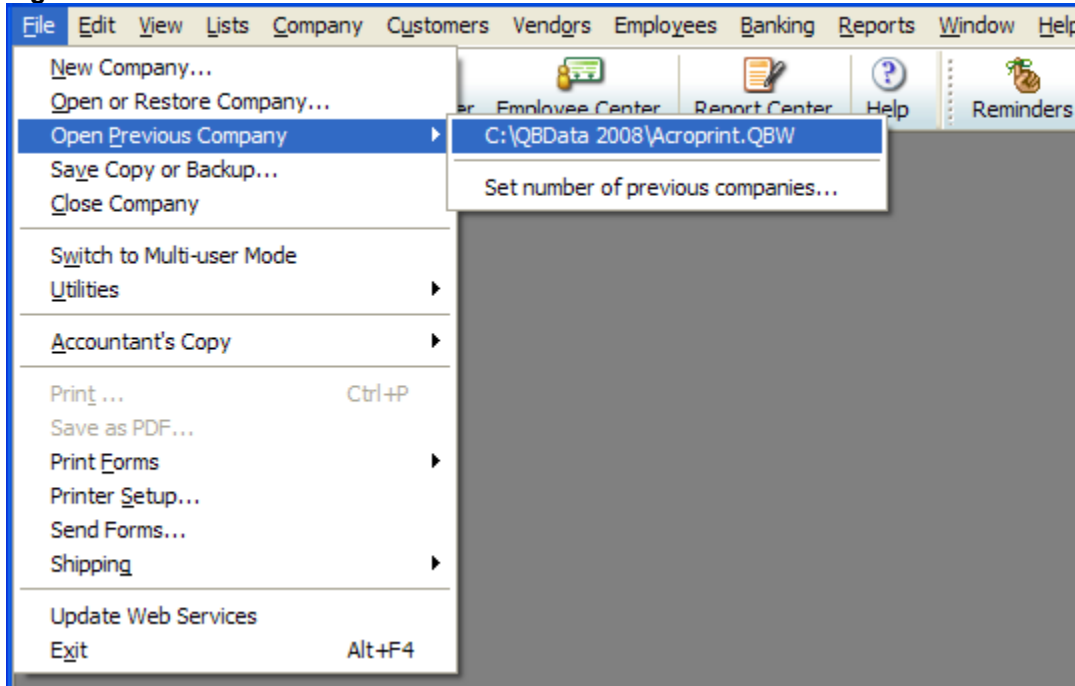 File Edit View Lists Company Customers Vendors Employees Banking Reports Window Help
New Company...
Open or Restore Company...
er Employee Center Report Center Help Reminders
Open Previous Company
C:\QBData 2008\Acroprint.QBW
Save Copy or Backup...
Set number of previous companies...
Close Company
Switch to Multi-user Mode
Utilities
Accountant's Copy
Print ... Ctrl+P
Save as PDF...
Print Forms
Printer Setup...
Send Forms...
Shipping
Update Web Services
Exit Alt+F4